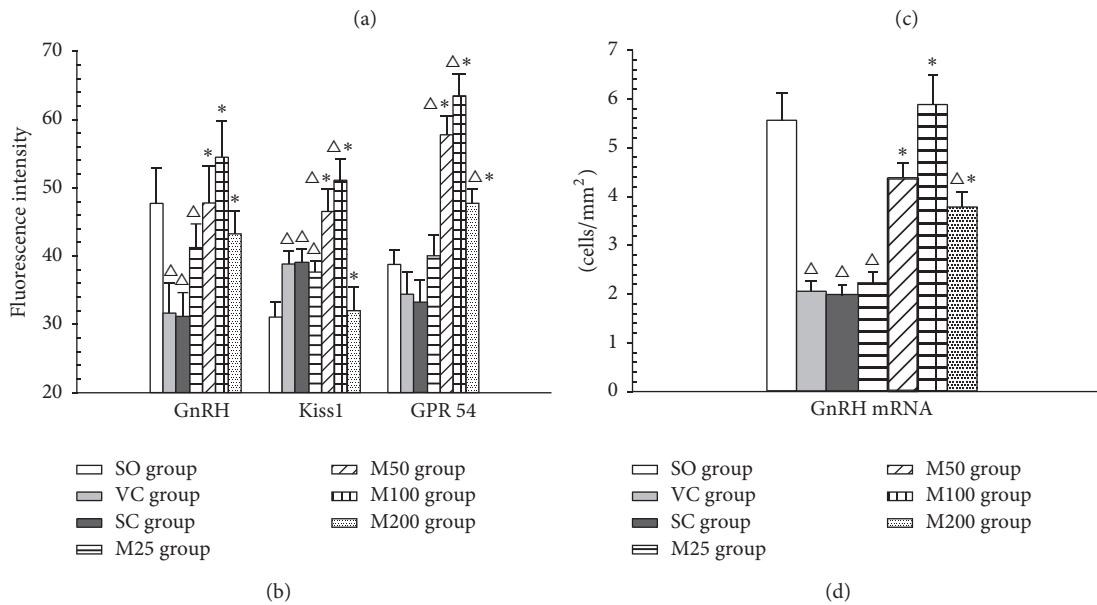 (a)
(c)
70
60
50
40
30
20
Fluorescence intensity
△ △ △ * * *
△ △ △ △ * △ * *
△ * △ * △ *
GnRH
Kiss1
GPR 54
SO group
VC group
SC group
M25 group
M50 group
M100 group
M200 group
(b)
7
6
5
4
3
2
1
0
(cells/mm²)
△ △ △ * * △ *
GnRH mRNA
SO group
VC group
SC group
M25 group
M50 group
M100 group
M200 group
(d)